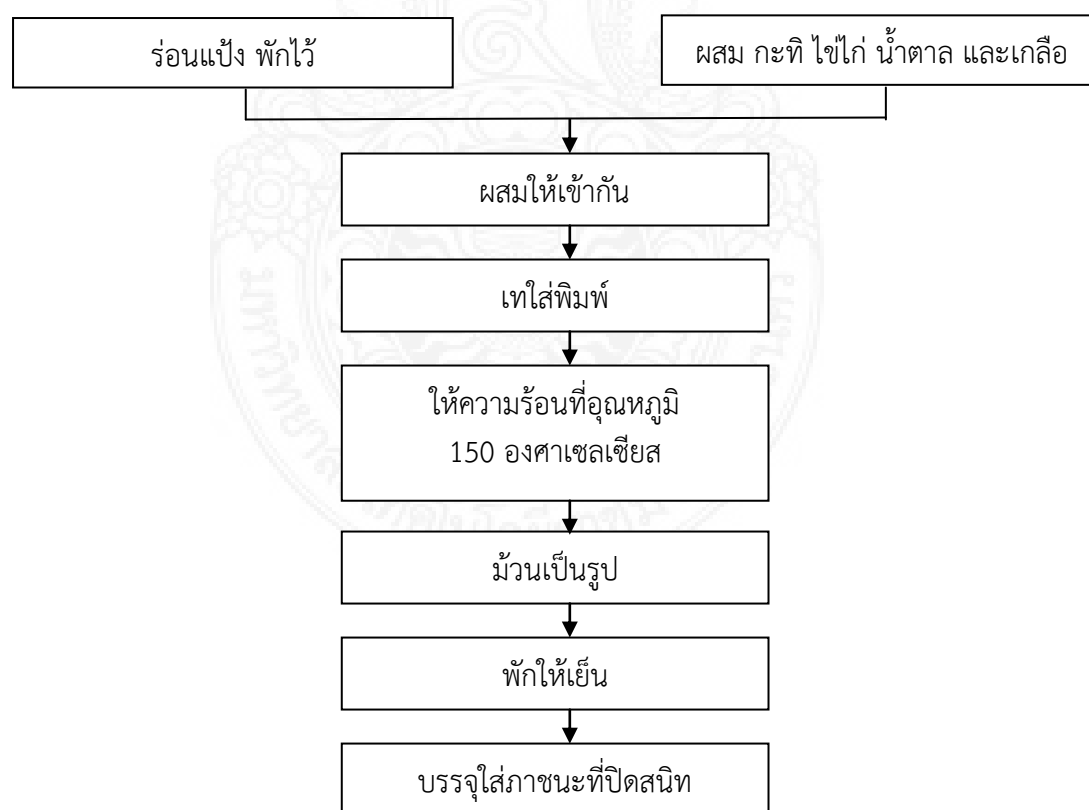 ร่อนแป้ง พักไว้
ผสม กะทิ ไข่ไก่ น้ำตาล และเกลือ
ผสมให้เข้ากัน
เทใส่พิมพ์
ให้ความร้อนที่อุณหภูมิ
150 องศาเซลเซียส
ม้วนเป็นรูป
พักให้เย็น
บรรจุใส่ภาชนะที่ปิดสนิท